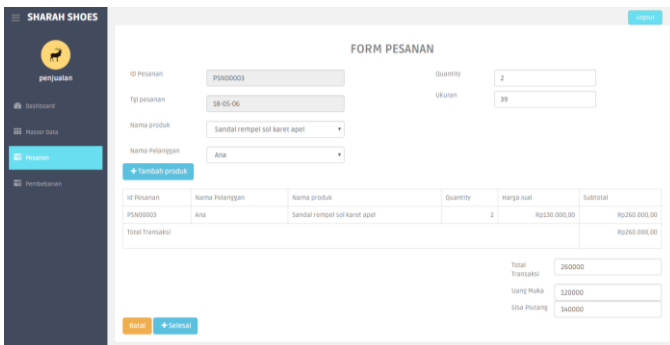 SHARAH SHOES
Logout
penjualan
Dashboard
Master Data
Pesanan
Pembebanan
FORM PESANAN
ID Pesanan PSN00003
Quantity 2
Tgl pesanan 18-05-06
Ukuran 39
Nama produk Sandal rempel sol karet apel
Nama Pelanggan Ana
+ Tambah produk
Id Pesanan Nama Pelanggan Nama produk Quantity Harga Jual Subtotal
PSN00003 Ana Sandal rempel sol karet apel 2 Rp130.000,00 Rp260.000,00
Total Transaksi Rp260.000,00
Total Transaksi 260000
Uang Muka 120000
Sisa Piutang 140000
Batal + Selesai